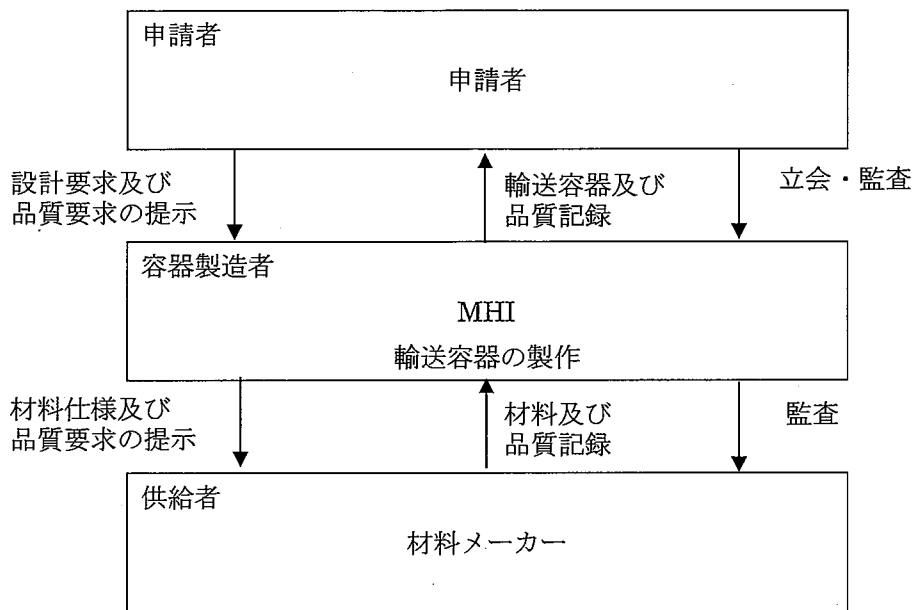 申請者
申請者
設計要求及び
品質要求の提示
輸送容器及び
品質記録
立会・監査
容器製造者
MHI
輸送容器の製作
材料仕様及び
品質要求の提示
材料及び
品質記録
監査
供給者
材料メーカー